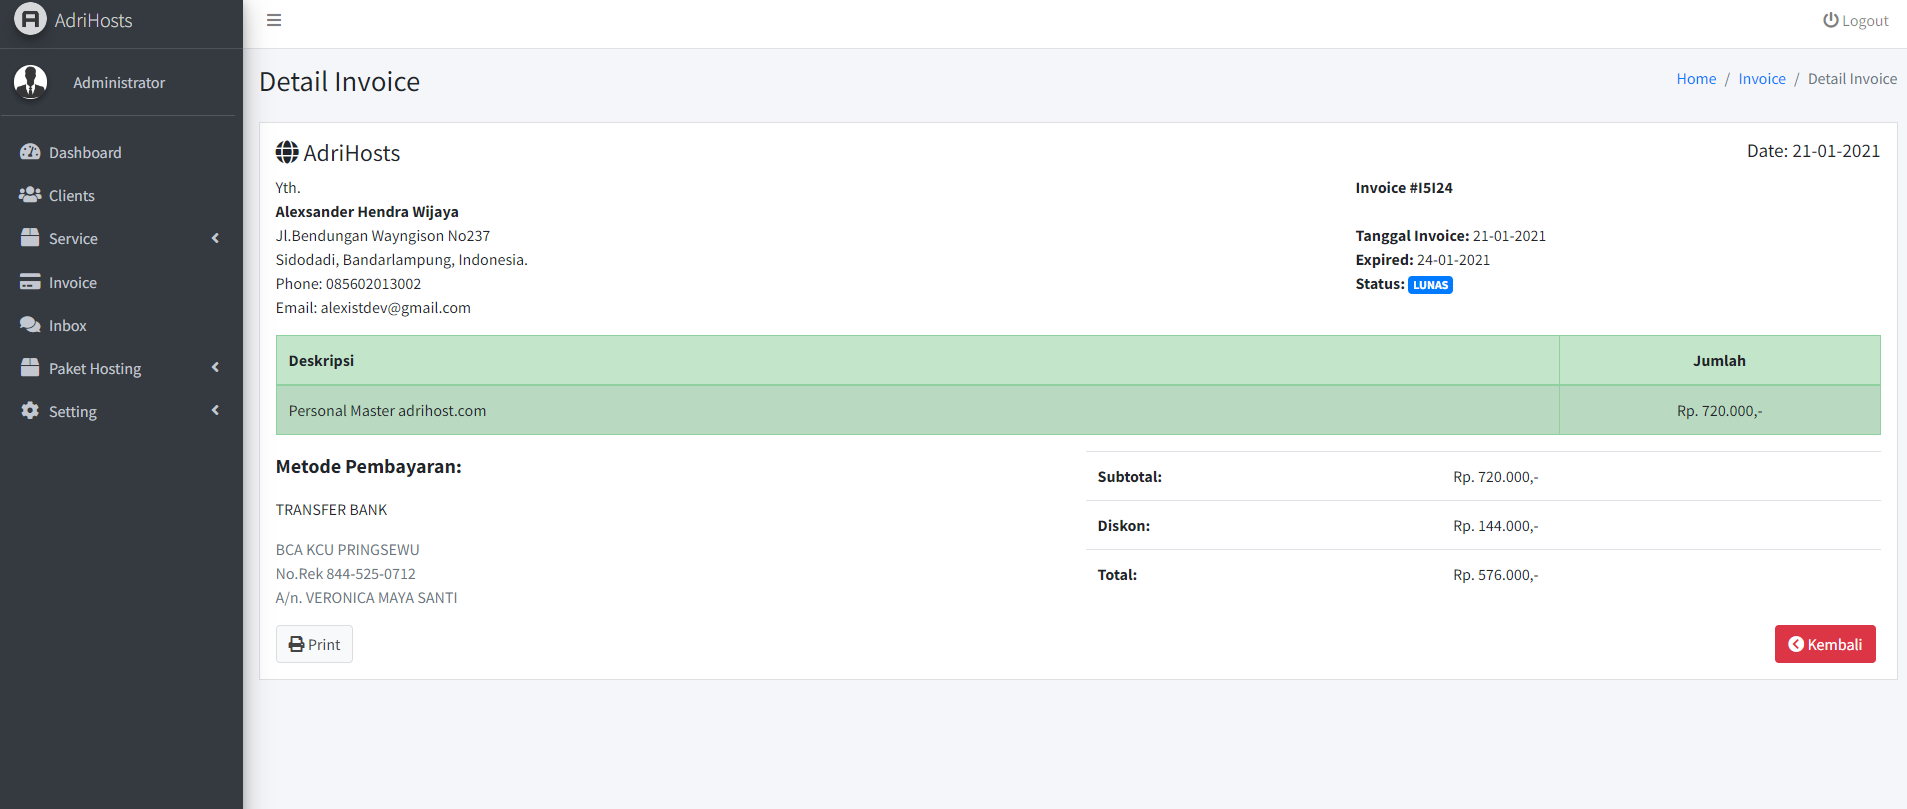 AdriHosts
Logout
Administrator
Dashboard
Clients
Service
Invoice
Inbox
Paket Hosting
Setting
Detail Invoice
Home / Invoice / Detail Invoice
AdriHosts
Date: 21-01-2021
Yth.
Alexsander Hendra Wijaya
Jl.Bendungan Wayngison No237
Sidodadi, Bandarlampung, Indonesia.
Phone: 085602013002
Email: alexistdev@gmail.com
Invoice #I5I24
Tanggal Invoice: 21-01-2021
Expired: 24-01-2021
Status: LUNAS
Deskripsi Jumlah
Personal Master adrihost.com Rp. 720.000,-
Metode Pembayaran:
TRANSFER BANK
BCA KCU PRINGSEWU
No.Rek 844-525-0712
A/n. VERONICA MAYA SANTI
Subtotal: Rp. 720.000,-
Diskon: Rp. 144.000,-
Total: Rp. 576.000,-
Print
Kembali